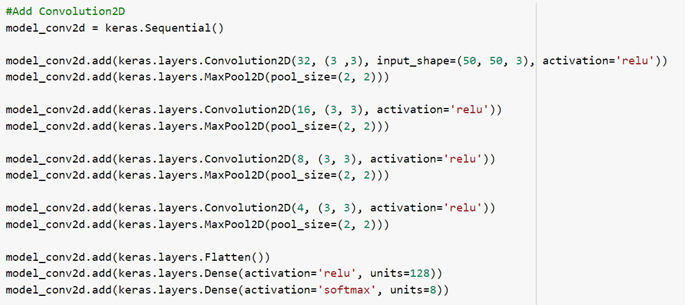 #Add Convolution2D
model_conv2d = keras.Sequential()
model_conv2d.add(keras.layers.Convolution2D(32, (3 ,3), input_shape=(50, 50, 3), activation='relu'))
model_conv2d.add(keras.layers.MaxPool2D(pool_size=(2, 2)))
model_conv2d.add(keras.layers.Convolution2D(16, (3, 3), activation='relu'))
model_conv2d.add(keras.layers.MaxPool2D(pool_size=(2, 2)))
model_conv2d.add(keras.layers.Convolution2D(8, (3, 3), activation='relu'))
model_conv2d.add(keras.layers.MaxPool2D(pool_size=(2, 2)))
model_conv2d.add(keras.layers.Convolution2D(4, (3, 3), activation='relu'))
model_conv2d.add(keras.layers.MaxPool2D(pool_size=(2, 2)))
model_conv2d.add(keras.layers.Flatten())
model_conv2d.add(keras.layers.Dense(activation='relu', units=128))
model_conv2d.add(keras.layers.Dense(activation='softmax', units=8))